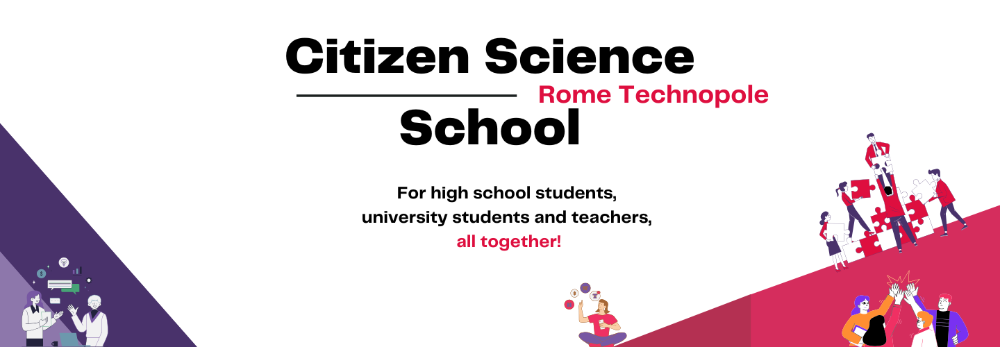 Citizen Science
Rome Technopole
School
For high school students,
university students and teachers,
all together!